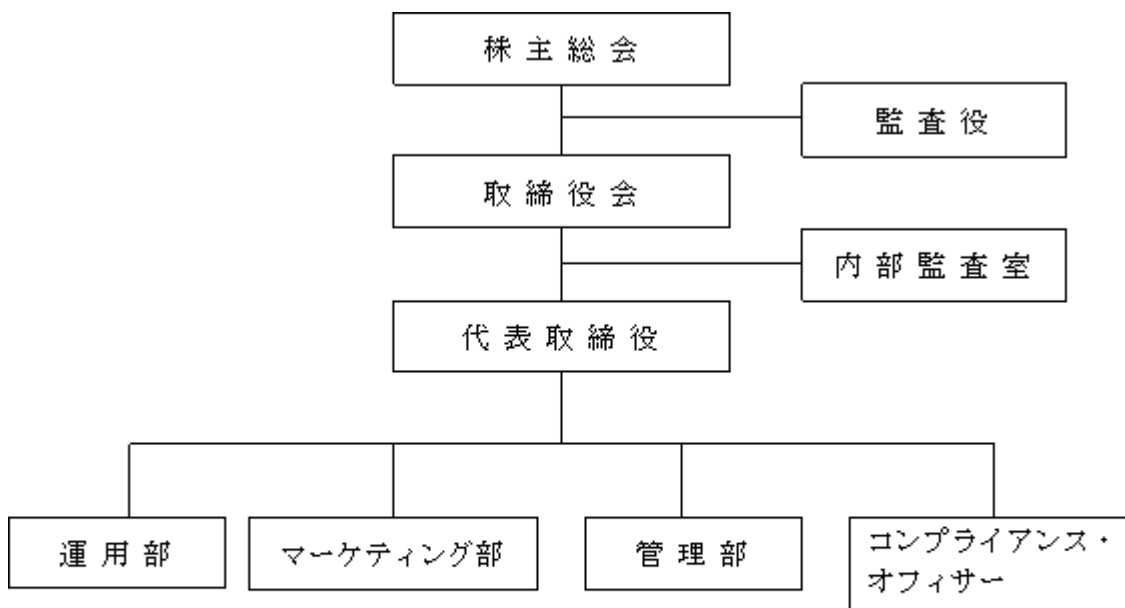 株主総会
監査役
取締役会
内部監査室
代表取締役
運用部
マーケティング部
管理部
コンプライアンス・
オフィサー